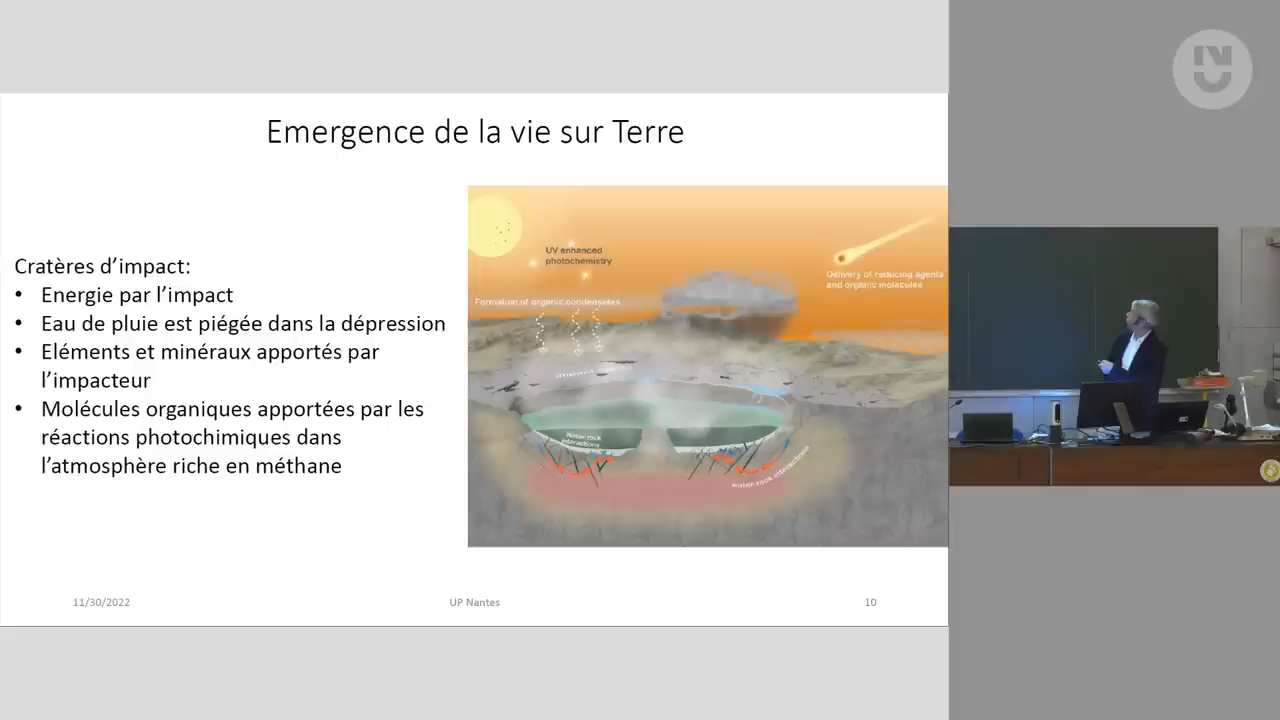 Emergence de la vie sur Terre
Cratères d’impact:
• Energie par l’impact
• Eau de pluie est piégée dans la dépression
• Eléments et minéraux apportés par
l’impacteur
• Molécules organiques apportées par les
réactions photochimiques dans
l’atmosphère riche en méthane
UV enhanced
photochemistry
Delivery of reducing agents
and organic molecules
Formation of organic condensates
Water-rock
interactions
water-rock interactions
11/30/2022
UP Nantes
10